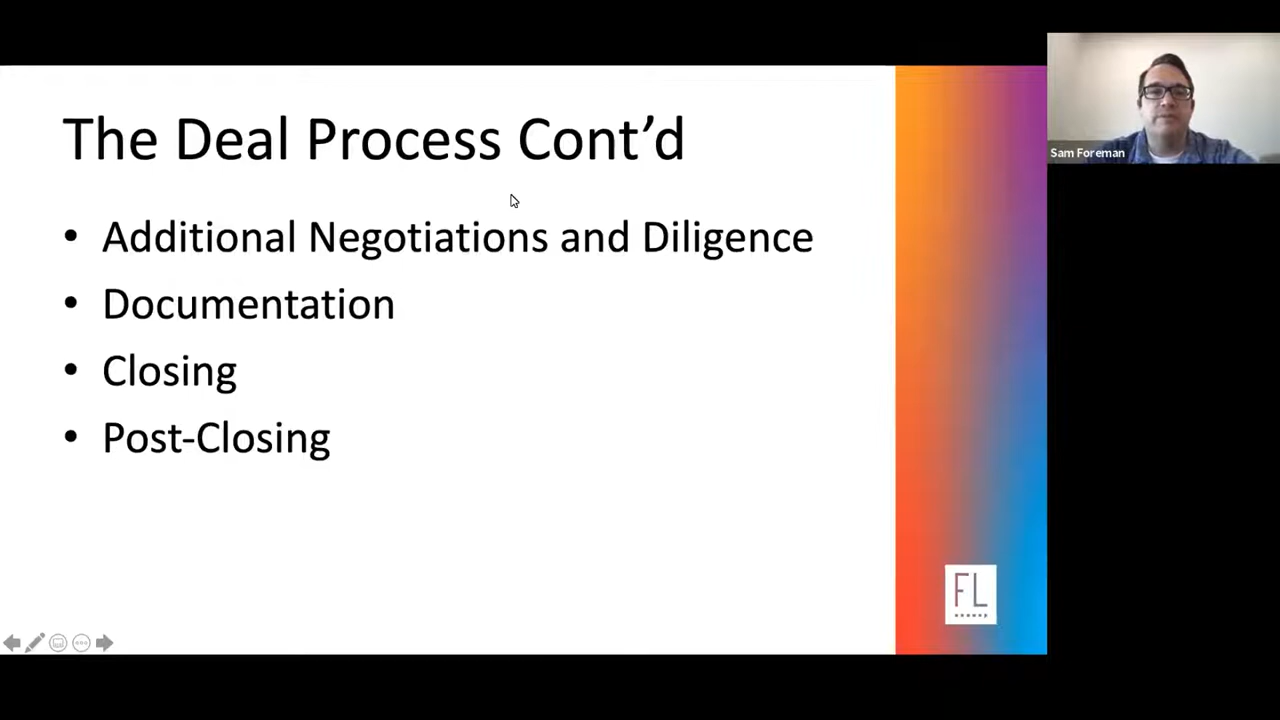 The Deal Process Cont’d
• Additional Negotiations and Diligence
• Documentation
• Closing
• Post-Closing
FL
Sam Foreman